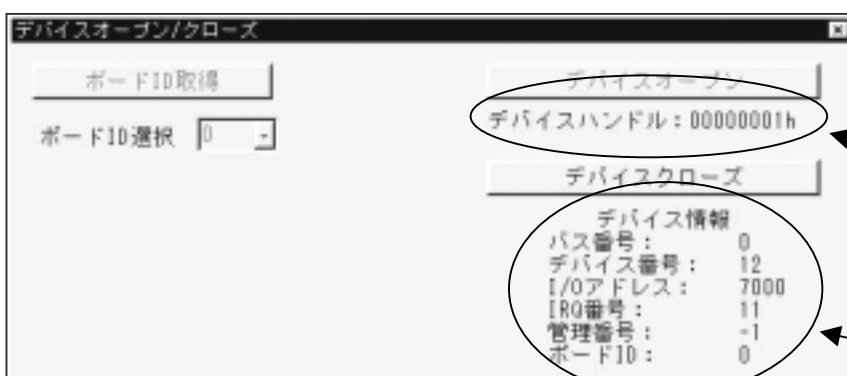 デバイスオープン/クローズ
ボードID取得
ボードID選択 0
デバイスオープン
デバイスハンドル：00000001h
デバイスクローズ
デバイス情報
バス番号： 0
デバイス番号： 12
I/Oアドレス： 7000
IRQ番号： 11
管理番号： -1
ボードID： 0